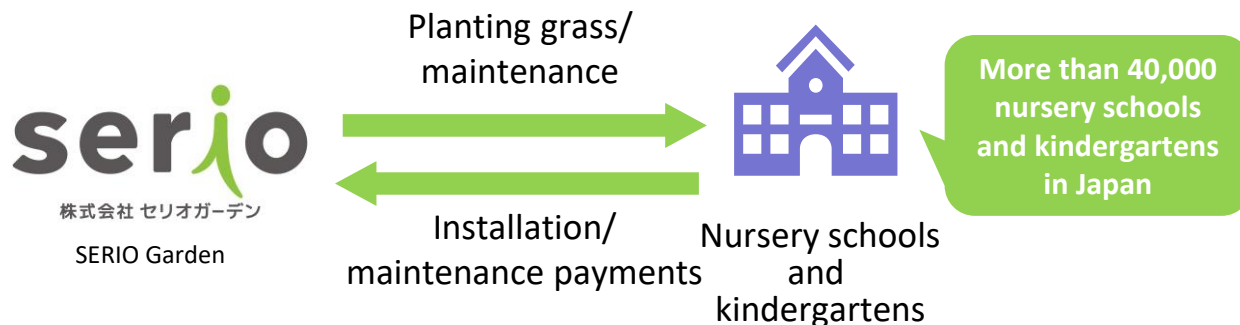 Planting grass/
maintenance
serio
株式会社 セリオガーデン
SERIO Garden
Installation/
maintenance payments
Nursery schools
and
kindergartens
More than 40,000
nursery schools
and kindergartens
in Japan